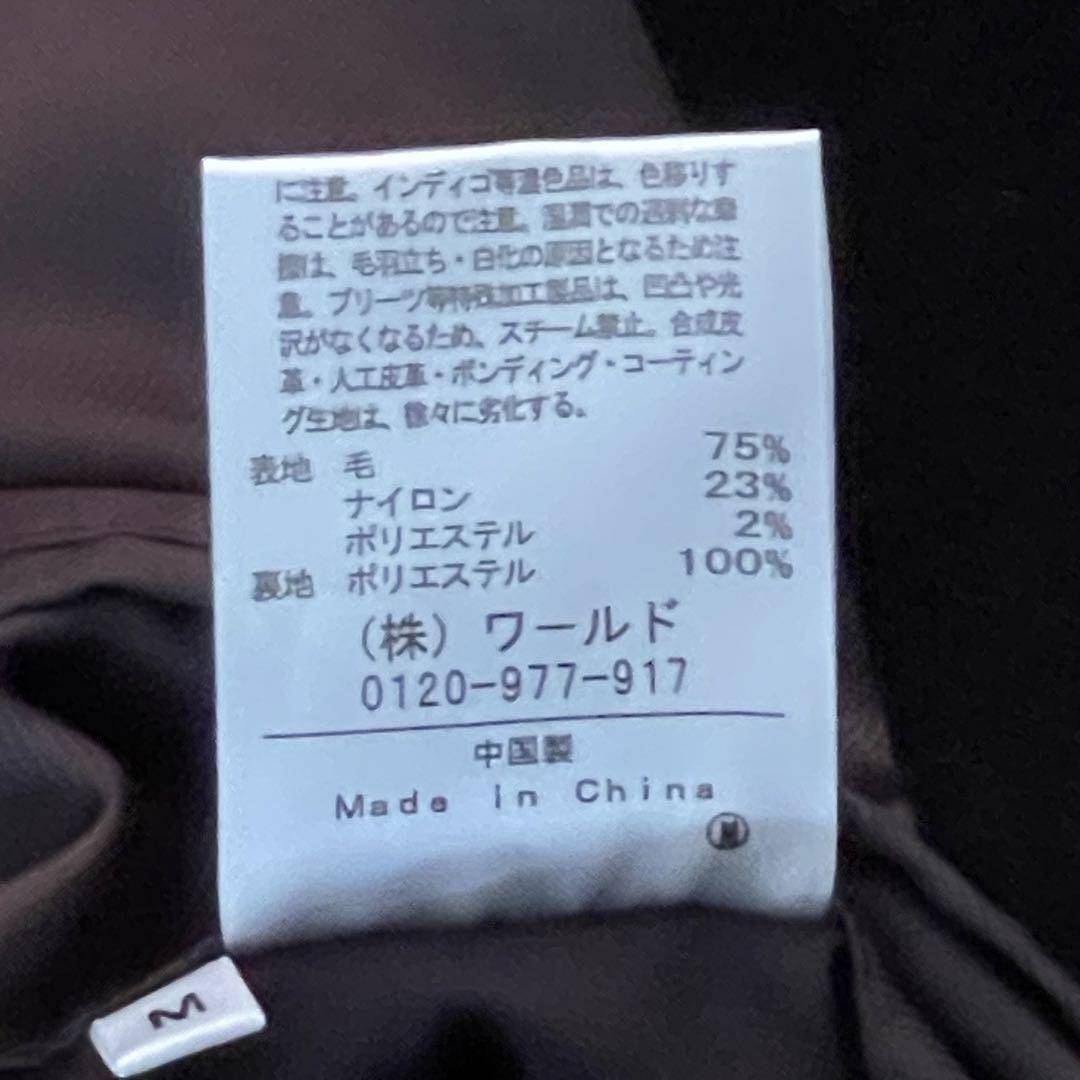 に注意。インディゴ等濃色品は、色移りす
ることがあるので注意。湿潤での過剰な摩
擦は、毛羽立ち・白化の原因となるため注
意。プリーツ等特殊加工製品は、凹凸や光
沢がなくなるため、スチーム禁止。合成皮
革・人工皮革・ボンディング・コーティン
グ生地は、徐々に劣化する。
表地 毛 75%
ナイロン 23%
ポリエステル 2%
裏地 ポリエステル 100%
(株) ワールド
0120-977-917
中国製
Made in China
M
M